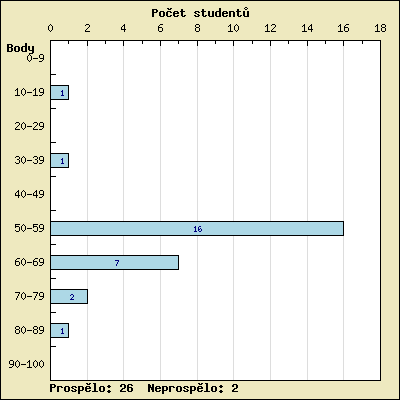 Počet studentů
0 2 4 6 8 10 12 14 16 18
Body
0-9
10-19 1
20-29
30-39 1
40-49
50-59 16
60-69 7
70-79 2
80-89 1
90-100
Prospělo: 26 Neprospělo: 2